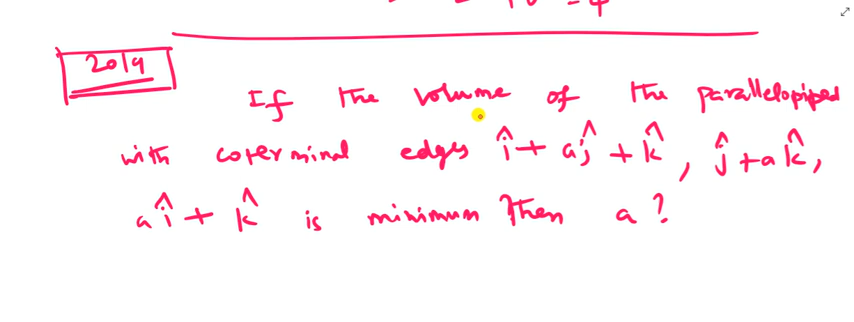 2019
If the volume of the parallelopiped
with coterminal edges î + aĵ + k̂, ĵ + ak̂,
aî + k̂ is minimum then a?